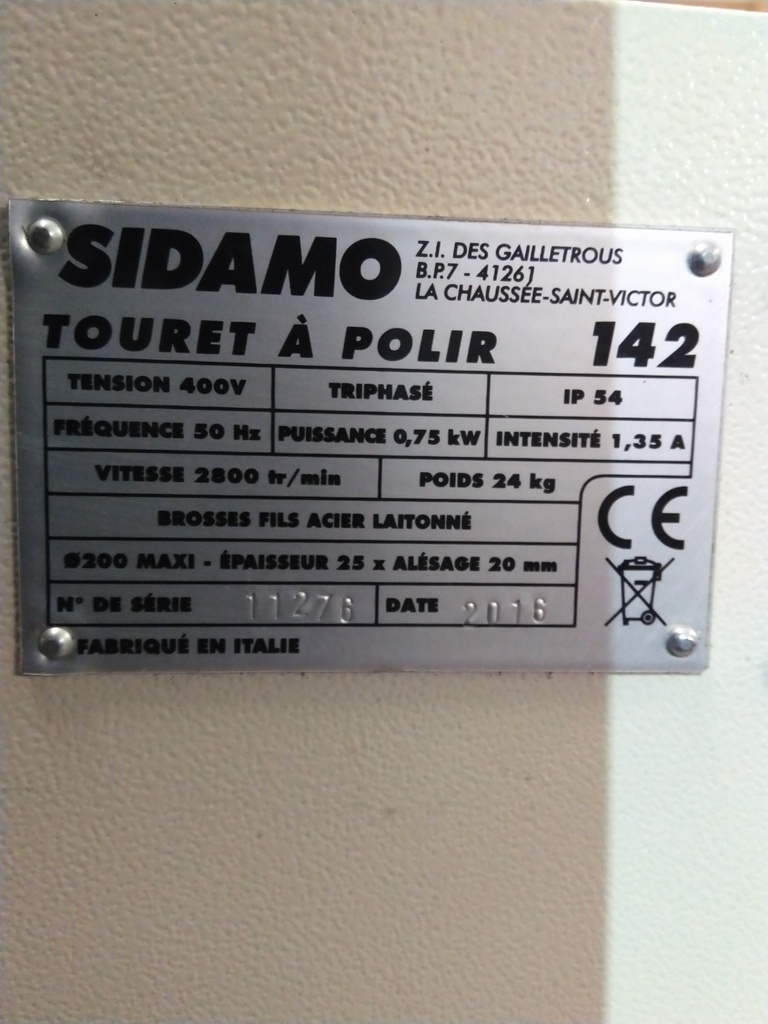 SIDAMO
Z.I. DES GAILLETROUS
B.P.7 - 41261
LA CHAUSSÉE-SAINT-VICTOR
TOURET À POLIR 142
TENSION 400V TRIPHASÉ IP 54
FRÉQUENCE 50 Hz PUISSANCE 0,75 kW INTENSITÉ 1,35 A
VITESSE 2800 tr/min POIDS 24 kg
BROSSES FILS ACIER LAITONNÉ
Ø200 MAXI - ÉPAISSEUR 25 x ALÉSAGE 20 mm
N° DE SÉRIE 11276 DATE 2016
FABRIQUÉ EN ITALIE
CE